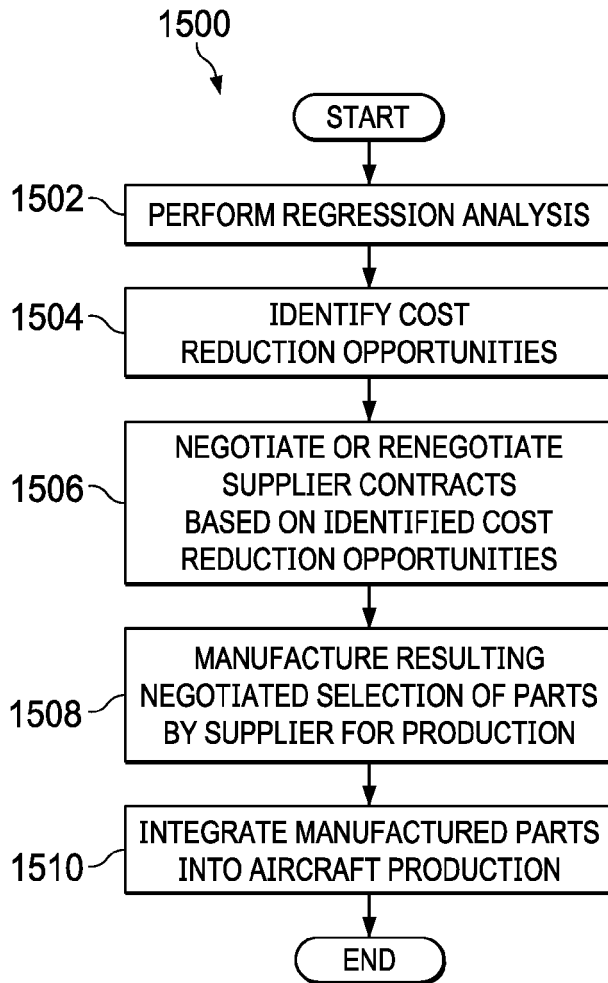 1500
START
1502
PERFORM REGRESSION ANALYSIS
1504
IDENTIFY COST
REDUCTION OPPORTUNITIES
1506
NEGOTIATE OR RENEGOTIATE
SUPPLIER CONTRACTS
BASED ON IDENTIFIED COST
REDUCTION OPPORTUNITIES
1508
MANUFACTURE RESULTING
NEGOTIATED SELECTION OF PARTS
BY SUPPLIER FOR PRODUCTION
1510
INTEGRATE MANUFACTURED PARTS
INTO AIRCRAFT PRODUCTION
END